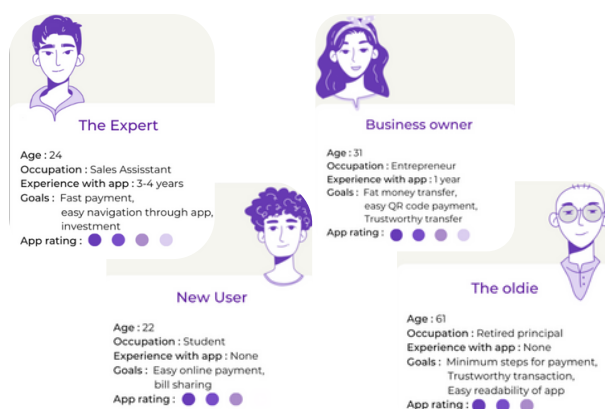 The Expert
Age : 24
Occupation : Sales Assisstant
Experience with app : 3-4 years
Goals : Fast payment,
easy navigation through app,
investment
App rating :
Business owner
Age : 31
Occupation : Entrepreneur
Experience with app : 1 year
Goals : Fat money transfer,
easy QR code payment,
Trustworthy transfer
App rating :
New User
Age : 22
Occupation : Student
Experience with app : None
Goals : Easy online payment,
bill sharing
App rating :
The oldie
Age : 61
Occupation : Retired principal
Experience with app : None
Goals : Minimum steps for payment,
Trustworthy transaction,
Easy readability of app
App rating :